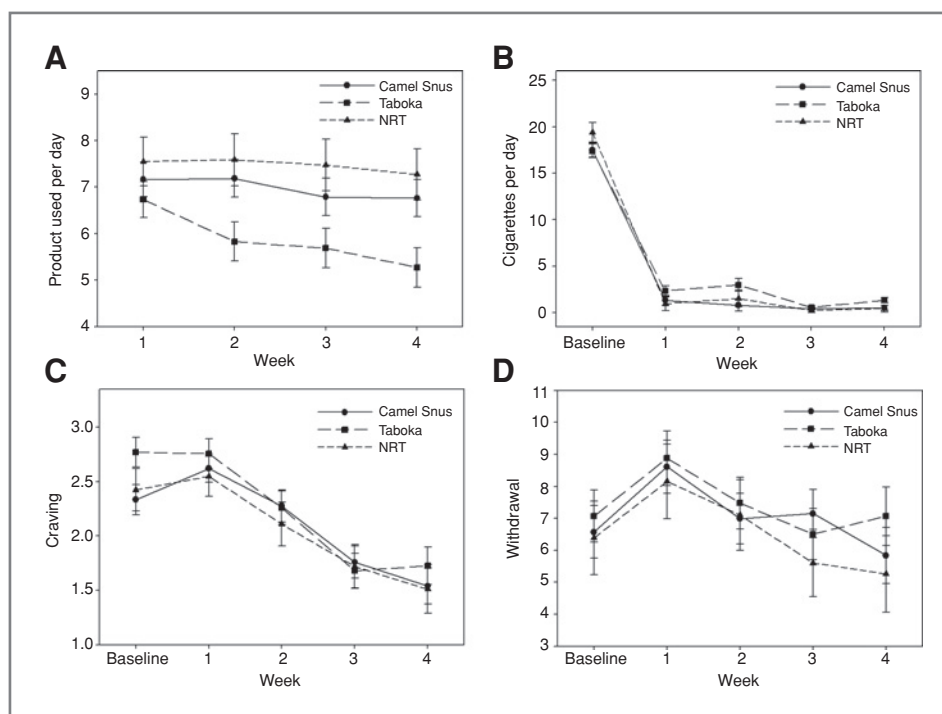 A
Product used per day
9
8
7
6
5
4
1 2 3 4
Week
Camel Snus
Taboka
NRT
B
Cigarettes per day
25
20
15
10
5
0
Baseline 1 2 3 4
Week
Camel Snus
Taboka
NRT
C
Craving
3.0
2.5
2.0
1.5
1.0
Baseline 1 2 3 4
Week
Camel Snus
Taboka
NRT
D
Withdrawal
11
10
9
8
7
6
5
4
3
Baseline 1 2 3 4
Week
Camel Snus
Taboka
NRT